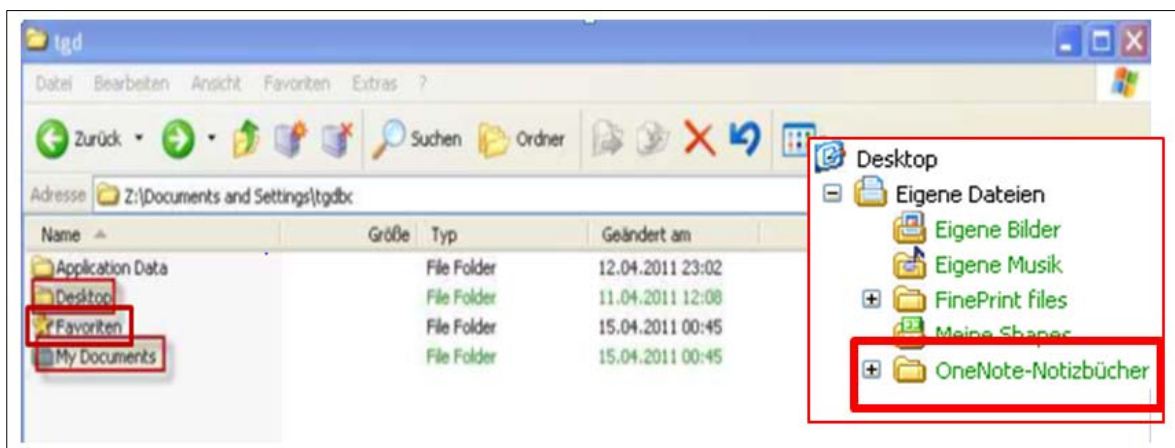 tgd
Datei Bearbeiten Ansicht Favoriten Extras ?
Zurück Suchen Ordner
Adresse Z:\Documents and Settings\tgdbc
Name Größe Typ Geändert am
Application Data File Folder 12.04.2011 23:02
Desktop File Folder 11.04.2011 12:08
Favoriten File Folder 15.04.2011 00:45
My Documents File Folder 15.04.2011 00:45
Desktop
Eigene Dateien
Eigene Bilder
Eigene Musik
FinePrint files
Meine Shapes
OneNote-Notizbücher